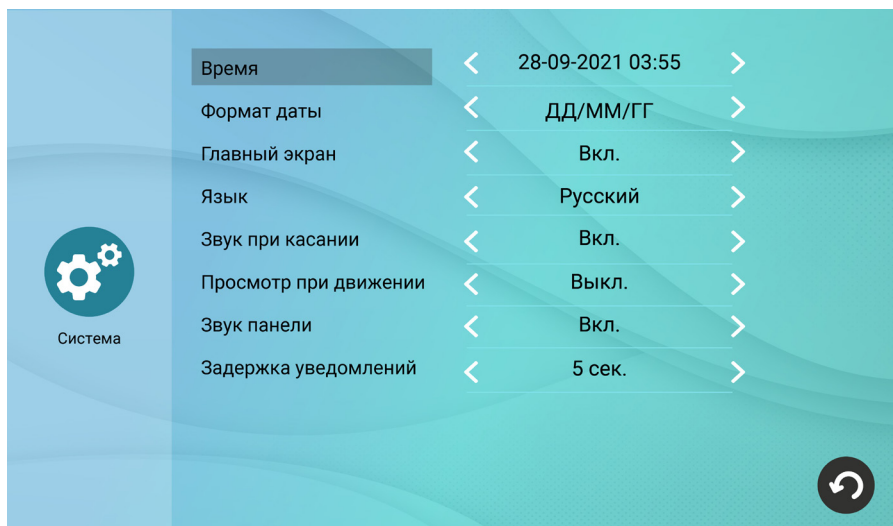 Время 28-09-2021 03:55
Формат даты ДД/ММ/ГГ
Главный экран Вкл.
Язык Русский
Звук при касании Вкл.
Просмотр при движении Выкл.
Звук панели Вкл.
Задержка уведомлений 5 сек.
Система